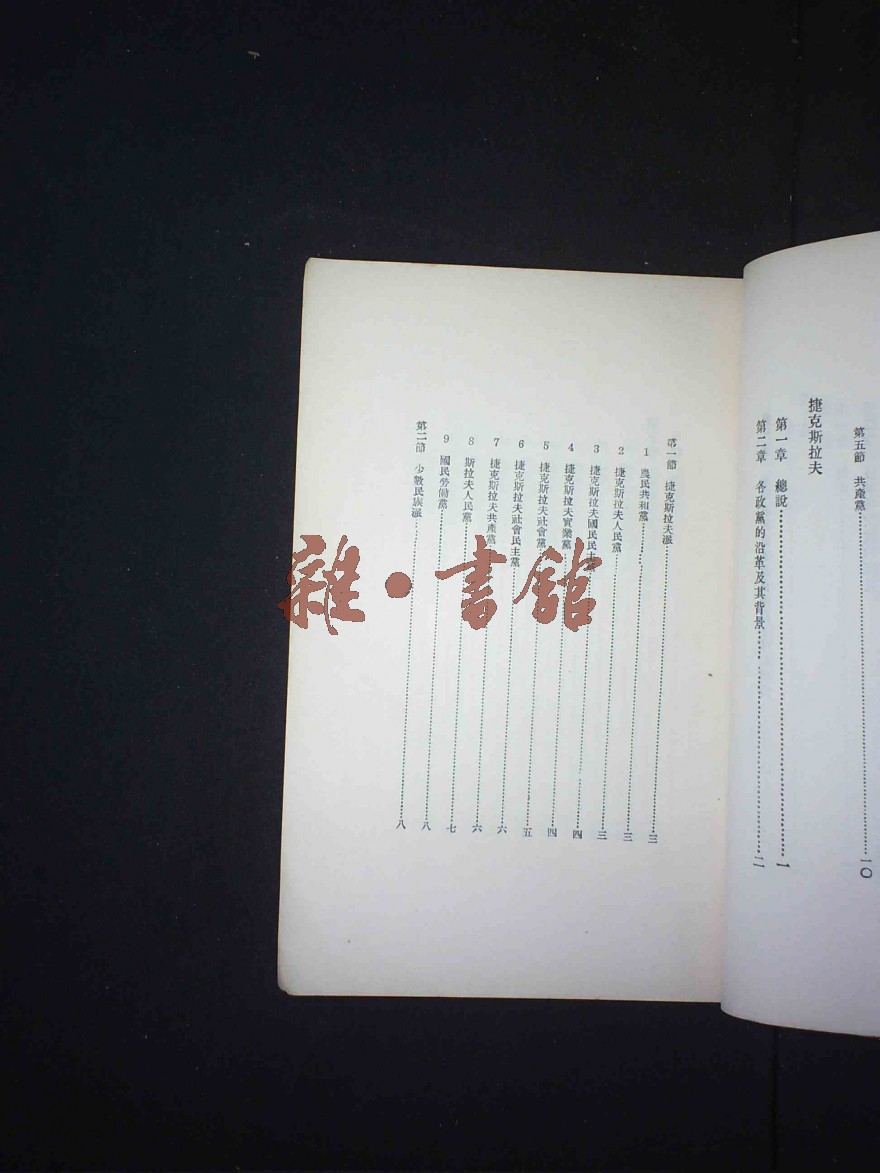 第五節　共產黨……一〇
捷克斯拉夫
第一章　總說……1
第二章　各政黨的沿革及其背景……二
第一節　捷克斯拉夫派……三
1　農民共和黨……三
2　捷克斯拉夫人民黨……三
3　捷克斯拉夫國民民主黨……三
4　捷克斯拉夫實業黨……四
5　捷克斯拉夫社會黨……四
6　捷克斯拉夫社會民主黨……五
7　捷克斯拉夫共產黨……六
8　斯拉夫人民黨……六
9　國民勞働黨……七
第二節　少數民族派……八
雜·書館